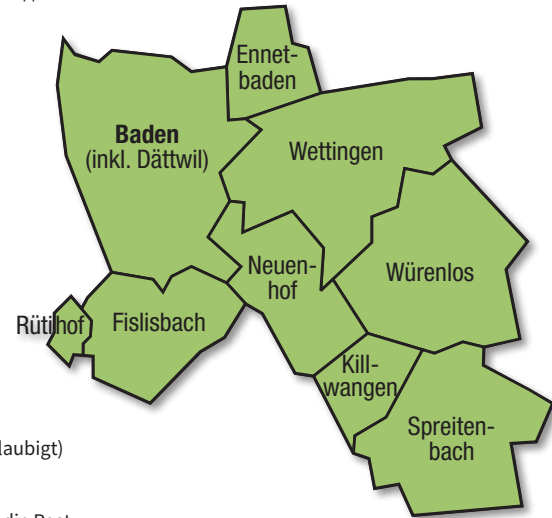 Ennet-
baden
Baden
(inkl. Dättwil)
Wettingen
Neuen-
hof
Würenlos
Rütihof
Fislisbach
Kill-
wangen
Spreiten-
bach
laubigt)